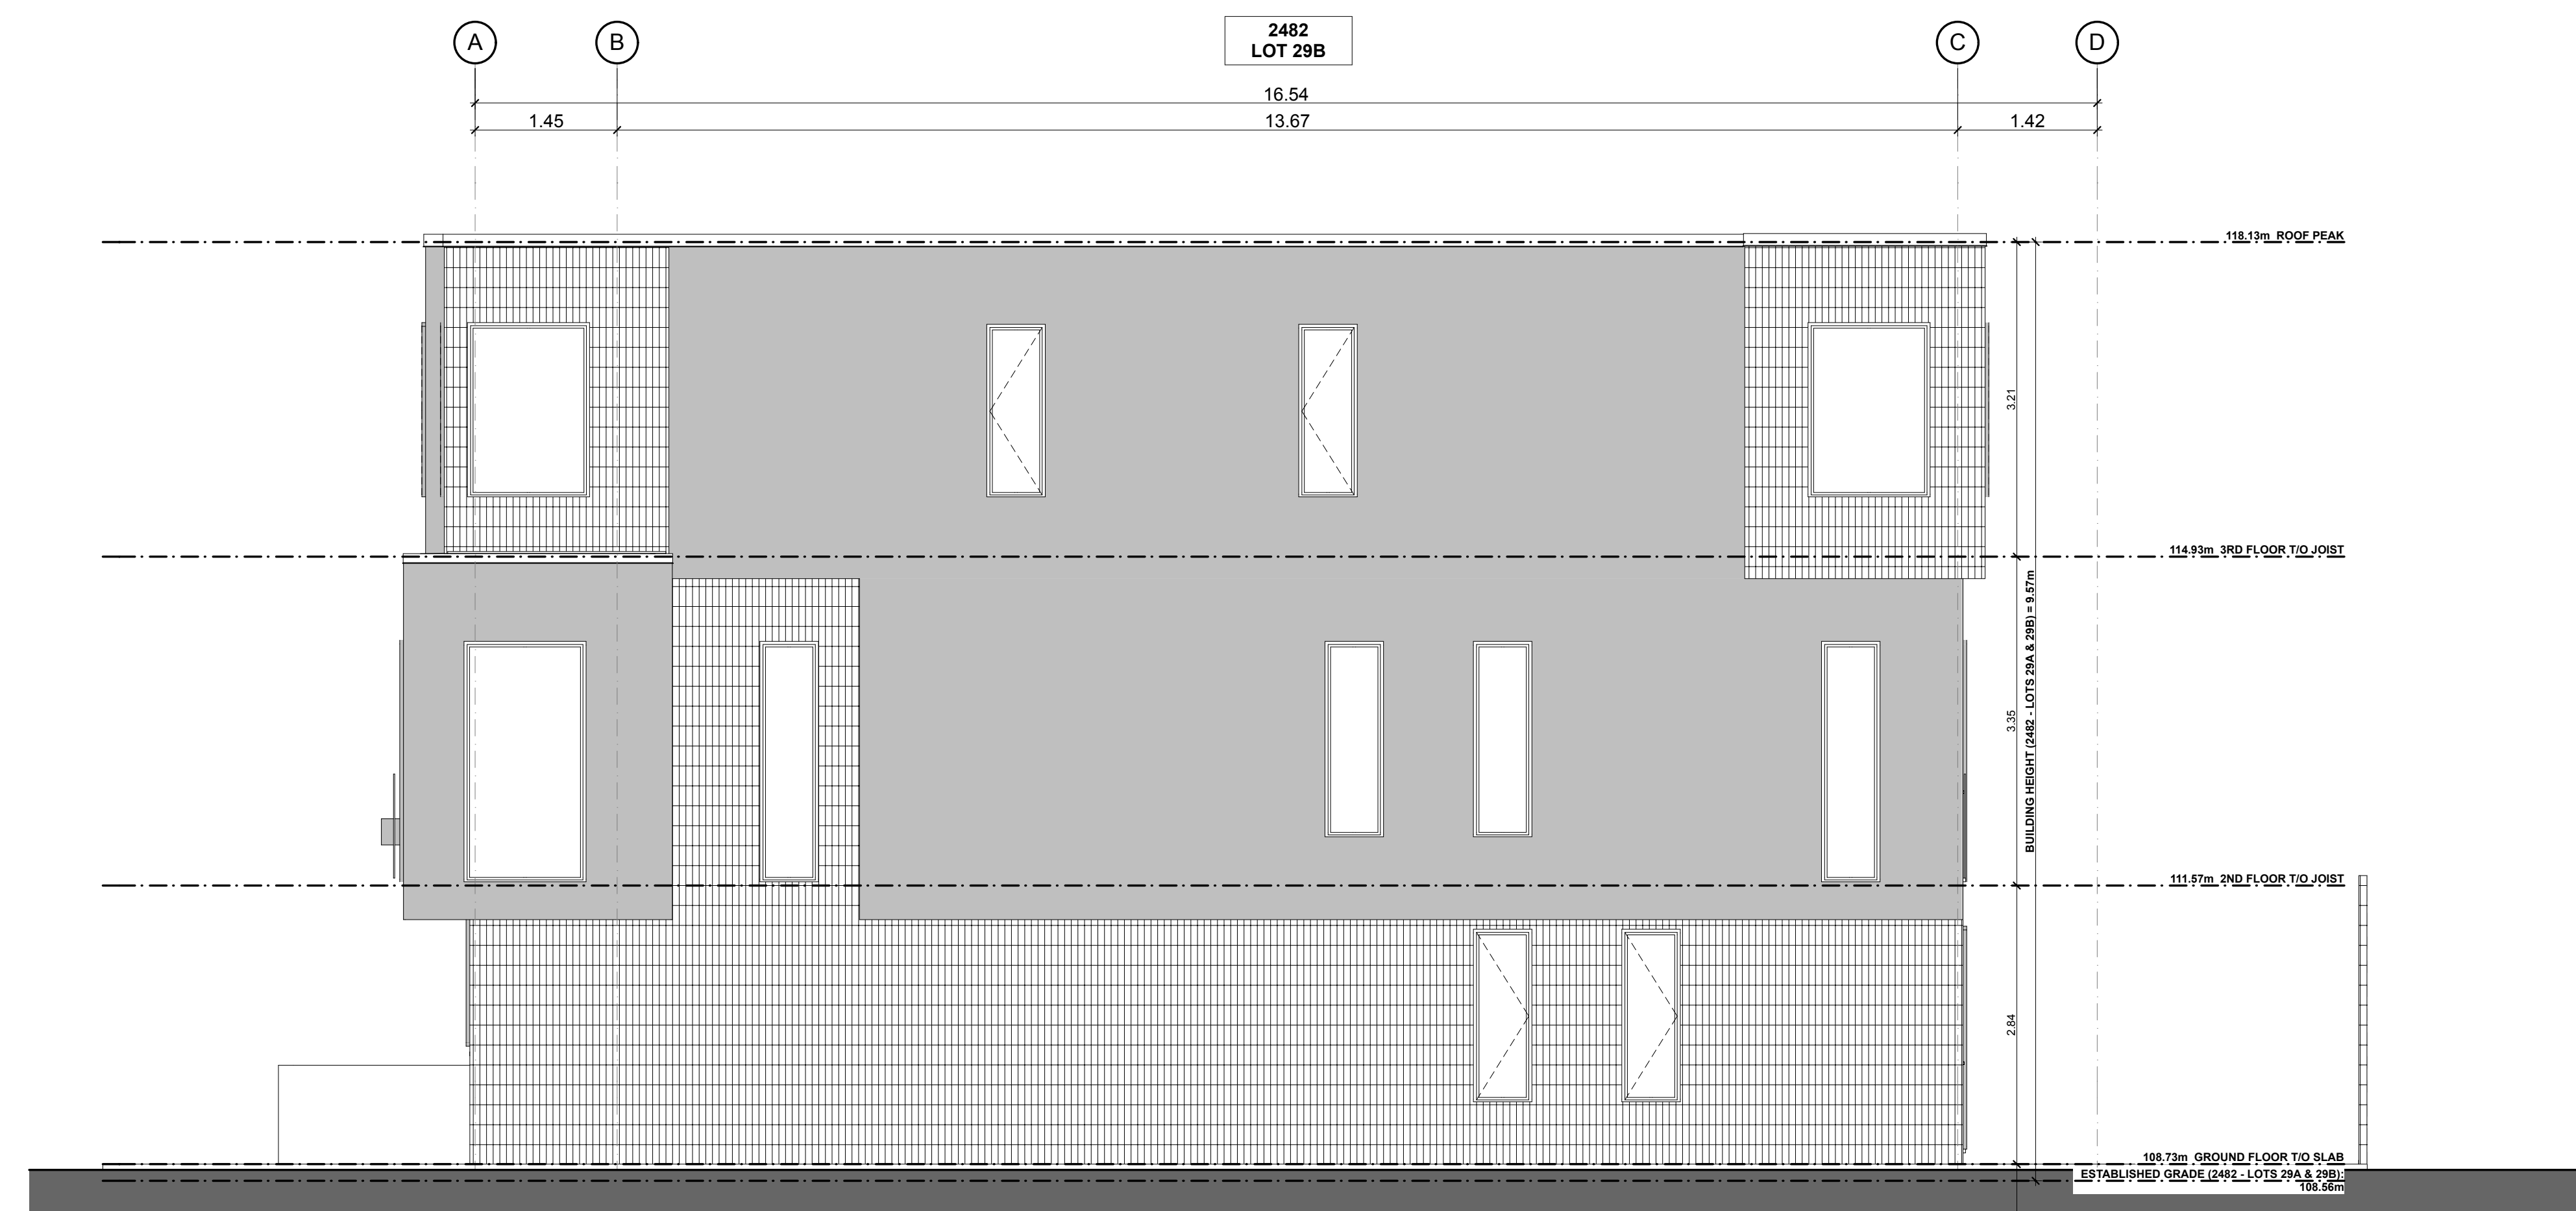 A
B
2482
LOT 29B
C
D
16.54
1.45
13.67
1.42
118.13m ROOF PEAK
3.21
114.93m 3RD FLOOR T/O JOIST
BUILDING HEIGHT (2482 - LOTS 29A & 29B) = 9.57m
3.35
111.57m 2ND FLOOR T/O JOIST
2.84
108.73m GROUND FLOOR T/O SLAB
ESTABLISHED GRADE (2482 - LOTS 29A & 29B):
108.56m